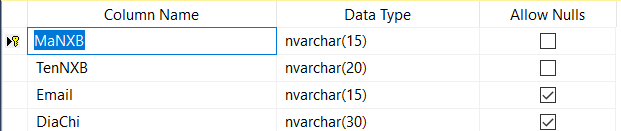 Column Name Data Type Allow Nulls
MaNXB nvarchar(15)
TenNXB nvarchar(20)
Email nvarchar(15)
DiaChi nvarchar(30)